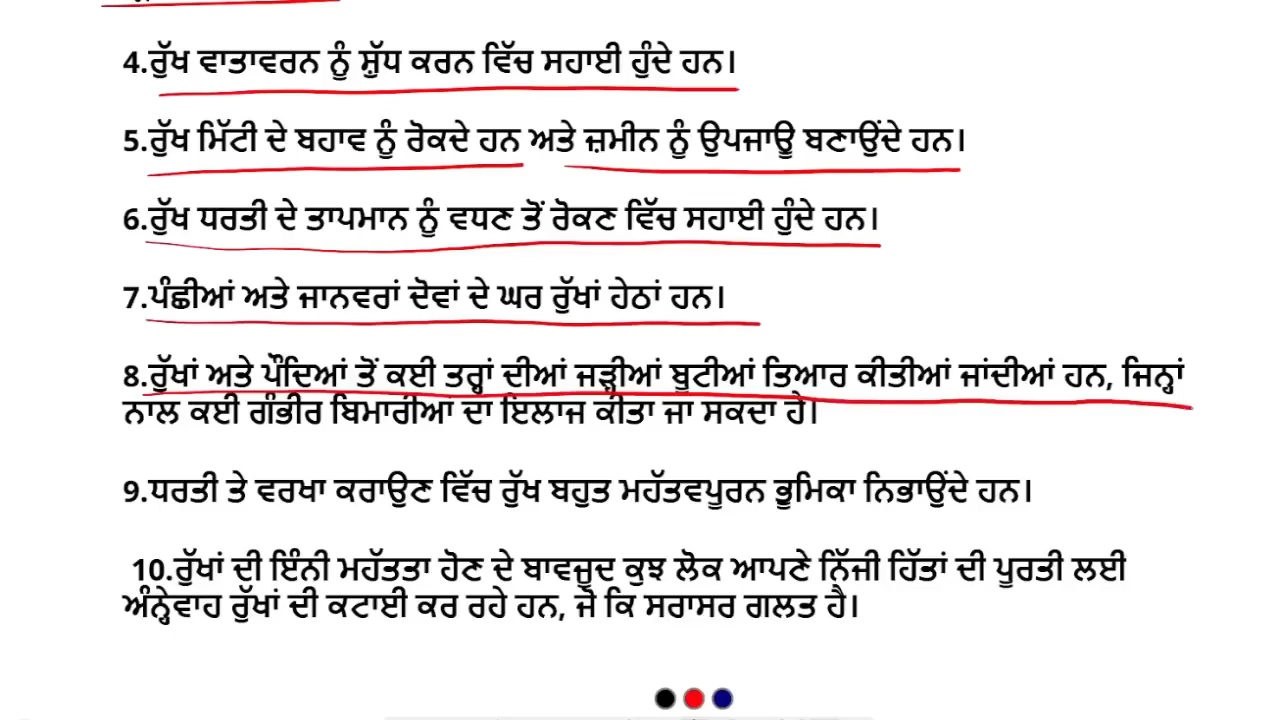 4.ਰੁੱਖ ਵਾਤਾਵਰਨ ਨੂੰ ਸ਼ੁੱਧ ਕਰਨ ਵਿੱਚ ਸਹਾਈ ਹੁੰਦੇ ਹਨ।
5.ਰੁੱਖ ਮਿੱਟੀ ਦੇ ਬਹਾਵ ਨੂੰ ਰੋਕਦੇ ਹਨ ਅਤੇ ਜ਼ਮੀਨ ਨੂੰ ਉਪਜਾਊ ਬਣਾਉਂਦੇ ਹਨ।
6.ਰੁੱਖ ਧਰਤੀ ਦੇ ਤਾਪਮਾਨ ਨੂੰ ਵਧਣ ਤੋਂ ਰੋਕਣ ਵਿੱਚ ਸਹਾਈ ਹੁੰਦੇ ਹਨ।
7.ਪੰਛੀਆਂ ਅਤੇ ਜਾਨਵਰਾਂ ਦੋਵਾਂ ਦੇ ਘਰ ਰੁੱਖਾਂ ਹੇਠਾਂ ਹਨ।
8.ਰੁੱਖਾਂ ਅਤੇ ਪੌਦਿਆਂ ਤੋਂ ਕਈ ਤਰ੍ਹਾਂ ਦੀਆਂ ਜੜ੍ਹੀਆਂ ਬੁਟੀਆਂ ਤਿਆਰ ਕੀਤੀਆਂ ਜਾਂਦੀਆਂ ਹਨ, ਜਿਨ੍ਹਾਂ
ਨਾਲ ਕਈ ਗੰਭੀਰ ਬਿਮਾਰੀਆਂ ਦਾ ਇਲਾਜ ਕੀਤਾ ਜਾ ਸਕਦਾ ਹੈ।
9.ਧਰਤੀ ਤੇ ਵਰਖਾ ਕਰਾਉਣ ਵਿੱਚ ਰੁੱਖ ਬਹੁਤ ਮਹੱਤਵਪੂਰਨ ਭੂਮਿਕਾ ਨਿਭਾਉਂਦੇ ਹਨ।
10.ਰੁੱਖਾਂ ਦੀ ਇੰਨੀ ਮਹੱਤਤਾ ਹੋਣ ਦੇ ਬਾਵਜੂਦ ਕੁਝ ਲੋਕ ਆਪਣੇ ਨਿੱਜੀ ਹਿੱਤਾਂ ਦੀ ਪੂਰਤੀ ਲਈ
ਅੰਨ੍ਹੇਵਾਹ ਰੁੱਖਾਂ ਦੀ ਕਟਾਈ ਕਰ ਰਹੇ ਹਨ, ਜੋ ਕਿ ਸਰਾਸਰ ਗਲਤ ਹੈ।